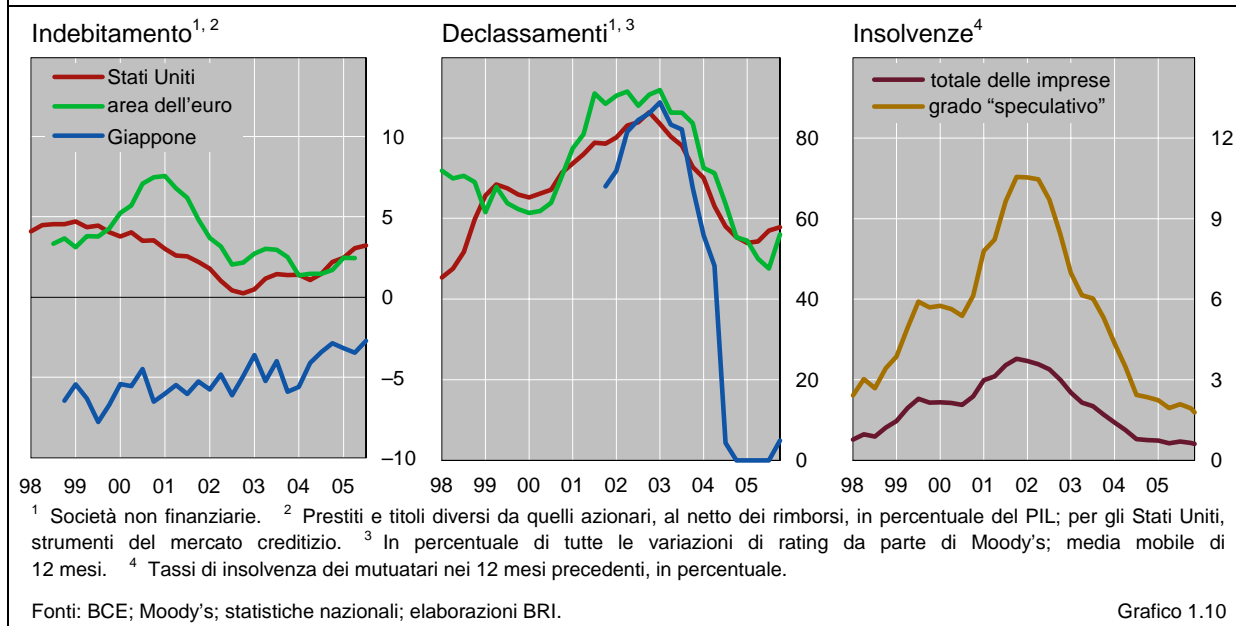 Indebitamento1, 2
Declassamenti1, 3
Insolvenze4
Stati Uniti
area dell'euro
Giappone
totale delle imprese
grado “speculativo”
10
5
0
–5
–10
80
60
40
20
0
12
9
6
3
0
98 99 00 01 02 03 04 05
98 99 00 01 02 03 04 05
98 99 00 01 02 03 04 05
1 Società non finanziarie. 2 Prestiti e titoli diversi da quelli azionari, al netto dei rimborsi, in percentuale del PIL; per gli Stati Uniti,
strumenti del mercato creditizio. 3 In percentuale di tutte le variazioni di rating da parte di Moody's; media mobile di
12 mesi. 4 Tassi di insolvenza dei mutuatari nei 12 mesi precedenti, in percentuale.
Fonti: BCE; Moody's; statistiche nazionali; elaborazioni BRI.
Grafico 1.10